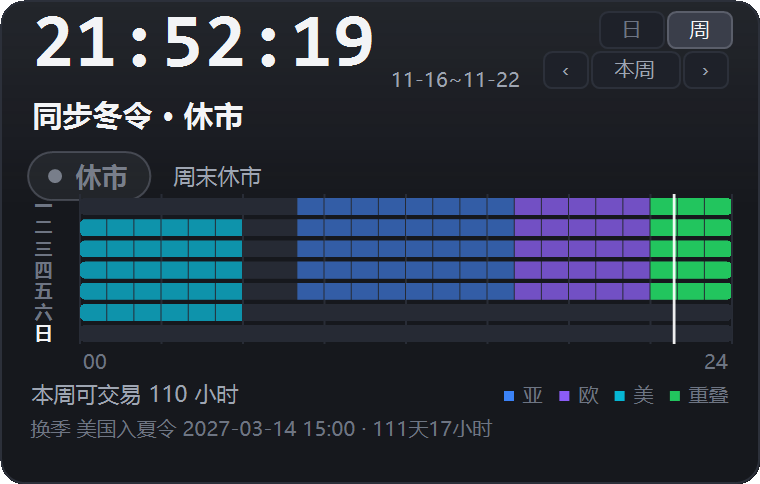 21:52:19
日 周
11-16~11-22
‹ 本周 ›
同步冬令·休市
休市 周末休市
一
二
三
四
五
六
日
00 24
本周可交易 110 小时
亚 欧 美 重叠
换季 美国入夏令 2027-03-14 15:00 · 111天17小时